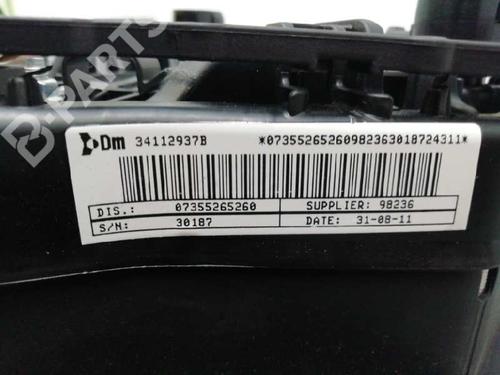 B-PARTS
Dm 34112937B *07355265260982363018724311*
DIS.: 07355265260 SUPPLIER: 98236
S/N: 30187 DATE: 31-08-11